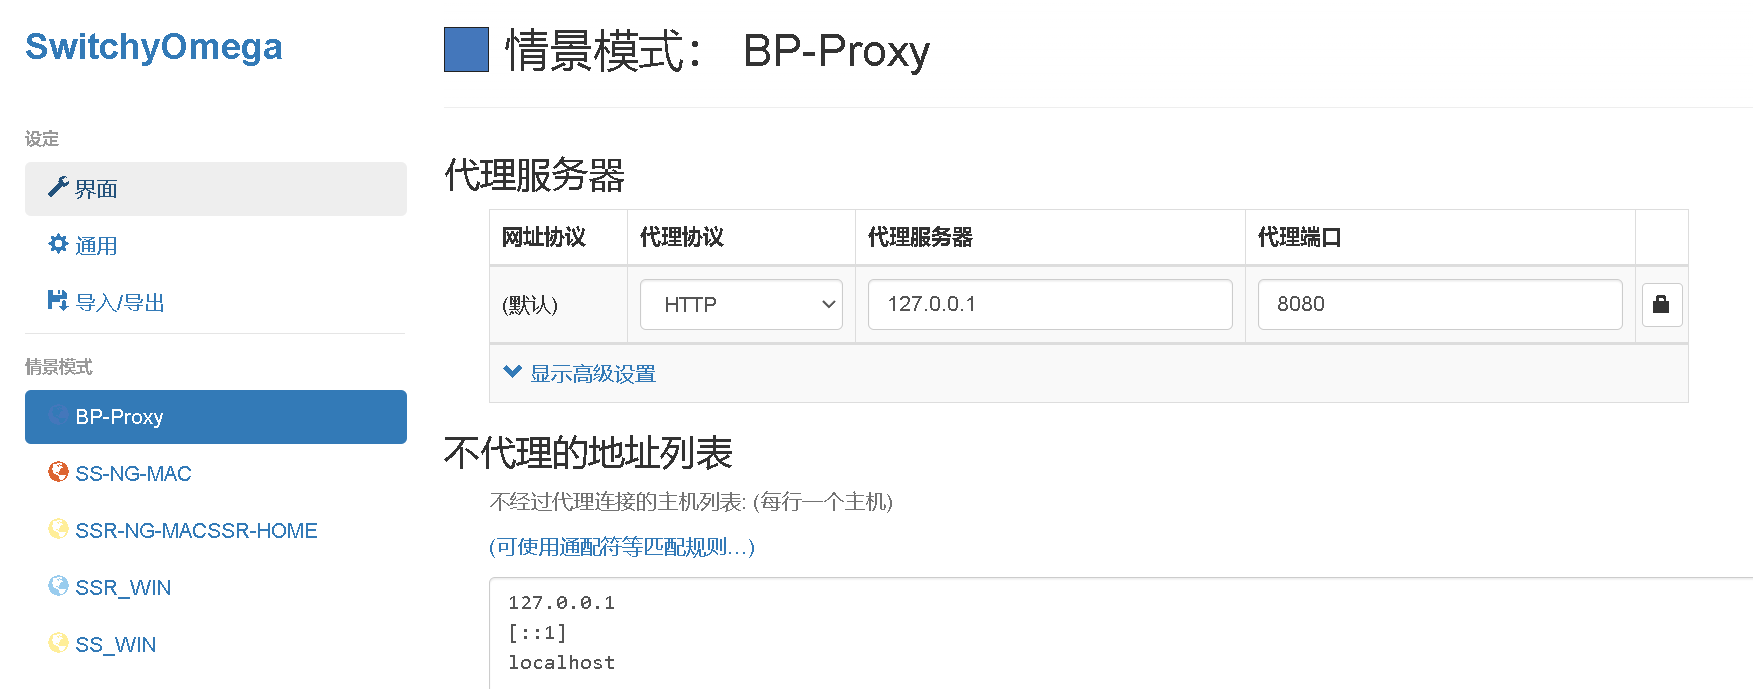 SwitchyOmega
设定
界面
通用
导入/导出
情景模式
BP-Proxy
SS-NG-MAC
SSR-NG-MACSSR-HOME
SSR_WIN
SS_WIN
情景模式： BP-Proxy
代理服务器
网址协议 代理协议 代理服务器 代理端口
(默认) HTTP 127.0.0.1 8080
显示高级设置
不代理的地址列表
不经过代理连接的主机列表: (每行一个主机)
(可使用通配符等匹配规则…)
127.0.0.1
[::1]
localhost